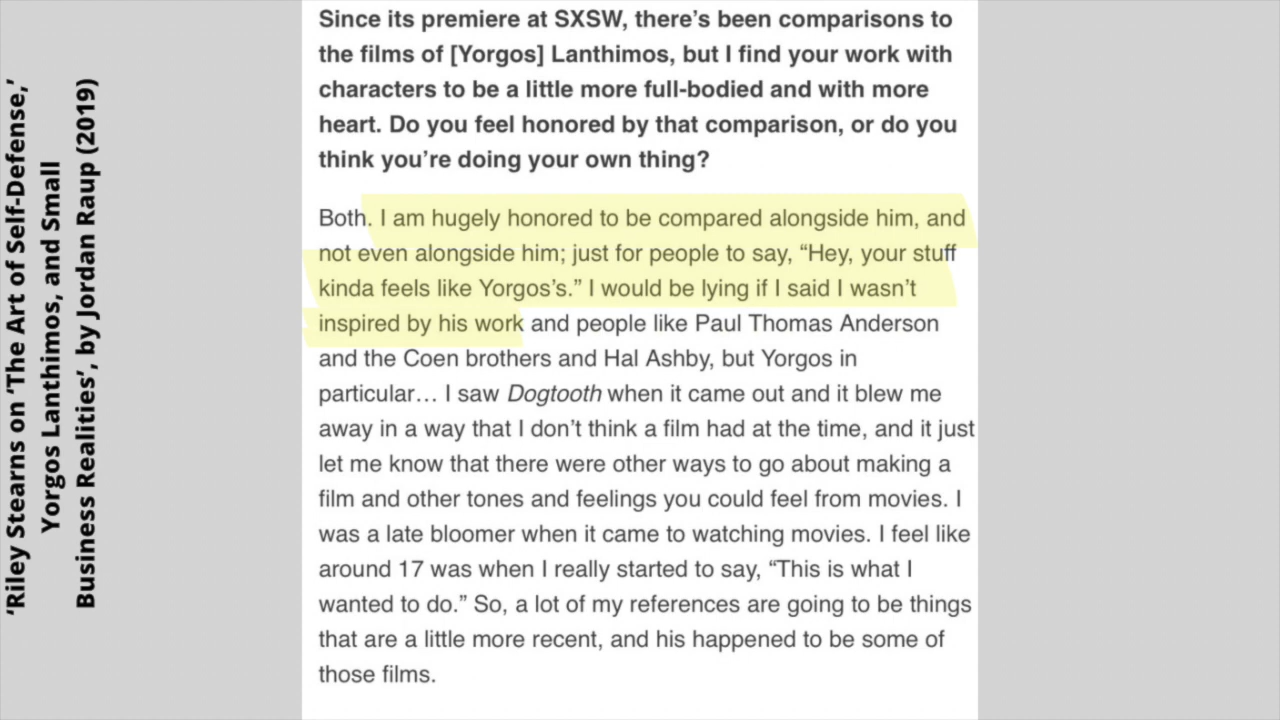 ‘Riley Stearns on ‘The Art of Self-Defense,’
Yorgos Lanthimos, and Small
Business Realities’, by Jordan Raup (2019)
Since its premiere at SXSW, there’s been comparisons to
the films of [Yorgos] Lanthimos, but I find your work with
characters to be a little more full-bodied and with more
heart. Do you feel honored by that comparison, or do you
think you’re doing your own thing?
Both. I am hugely honored to be compared alongside him, and
not even alongside him; just for people to say, “Hey, your stuff
kinda feels like Yorgos’s.” I would be lying if I said I wasn’t
inspired by his work and people like Paul Thomas Anderson
and the Coen brothers and Hal Ashby, but Yorgos in
particular… I saw Dogtooth when it came out and it blew me
away in a way that I don’t think a film had at the time, and it just
let me know that there were other ways to go about making a
film and other tones and feelings you could feel from movies. I
was a late bloomer when it came to watching movies. I feel like
around 17 was when I really started to say, “This is what I
wanted to do.” So, a lot of my references are going to be things
that are a little more recent, and his happened to be some of
those films.